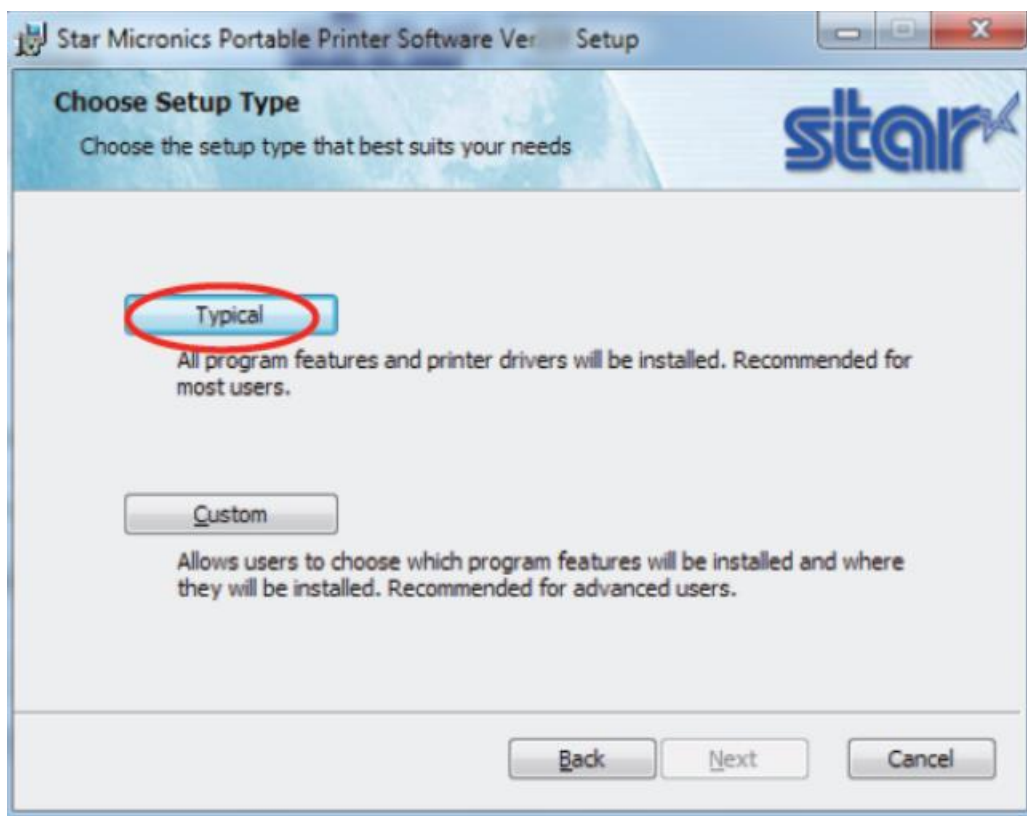 Star Micronics Portable Printer Software Ver Setup
Choose Setup Type
Choose the setup type that best suits your needs
star
Typical
All program features and printer drivers will be installed. Recommended for
most users.
Custom
Allows users to choose which program features will be installed and where
they will be installed. Recommended for advanced users.
Back Next Cancel